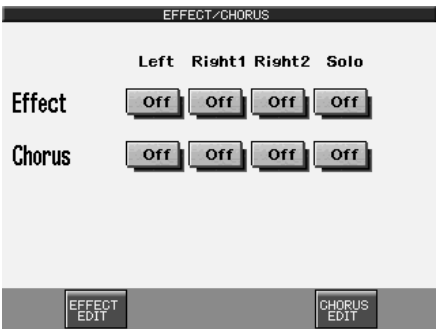 EFFECT/CHORUS
Left Right1 Right2 Solo
Effect Off Off Off Off
Chorus Off Off Off Off
EFFECT EDIT
CHORUS EDIT